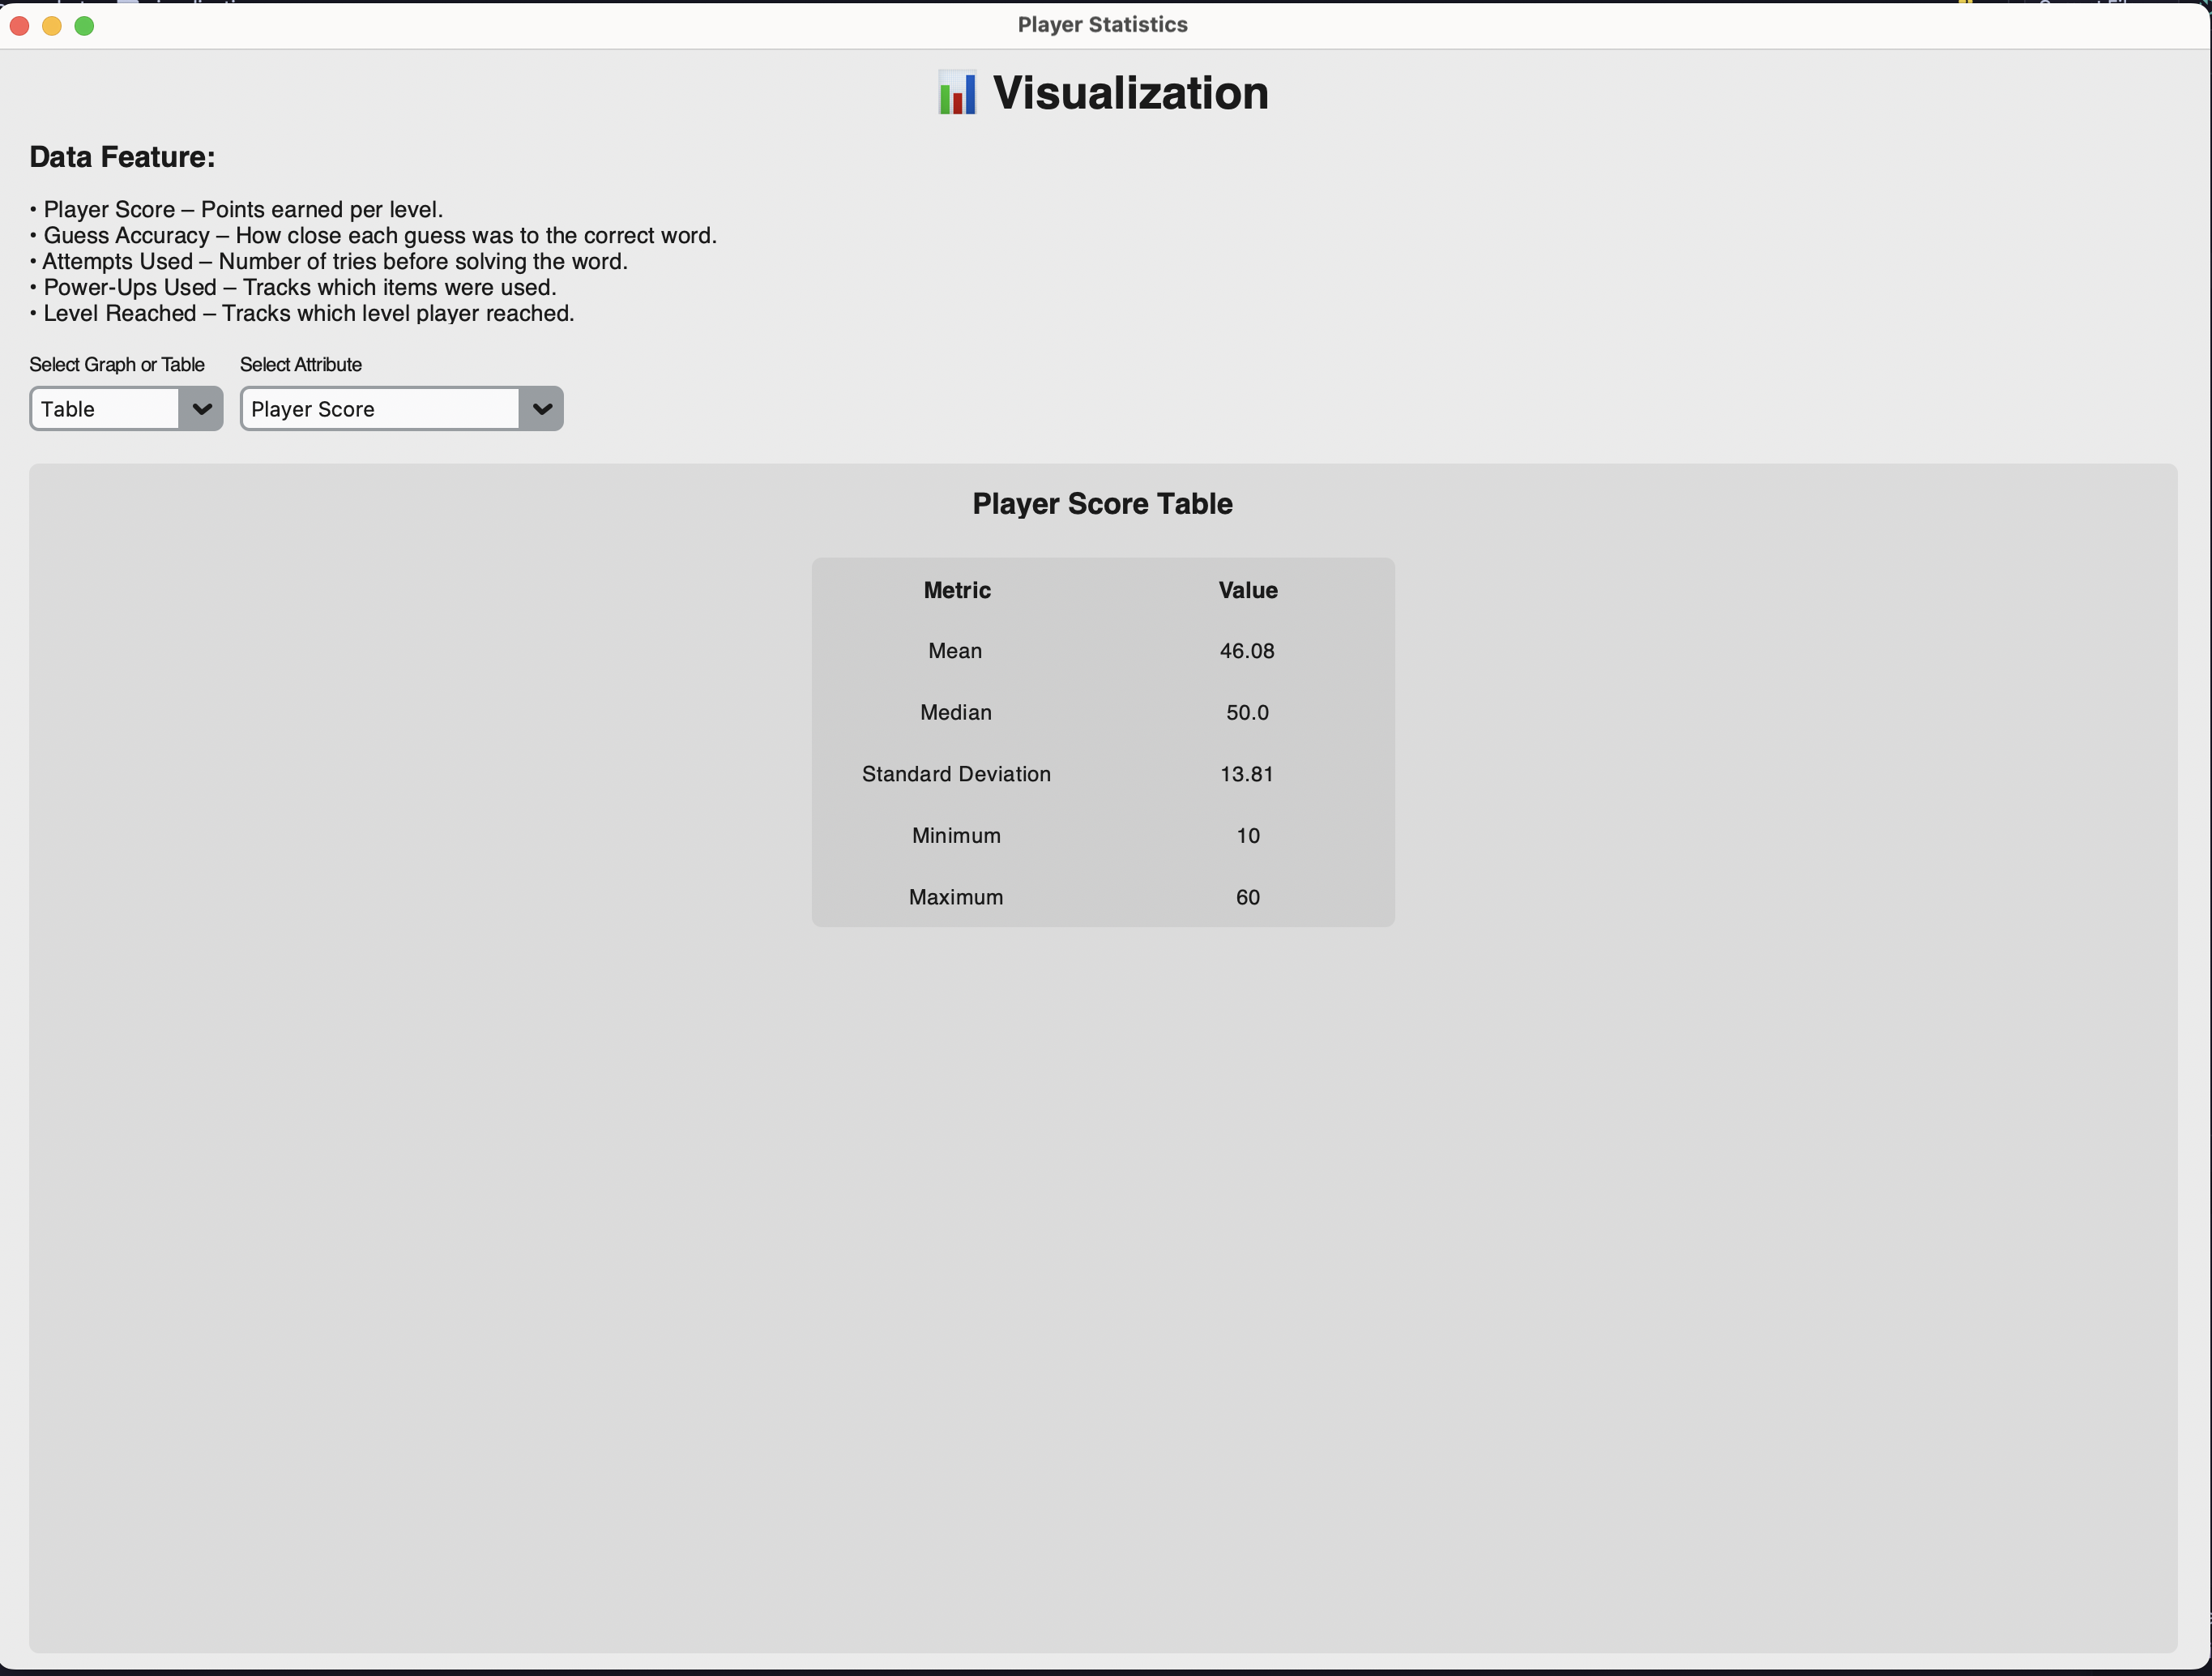 Player Statistics
📊 Visualization
Data Feature:
• Player Score – Points earned per level.
• Guess Accuracy – How close each guess was to the correct word.
• Attempts Used – Number of tries before solving the word.
• Power-Ups Used – Tracks which items were used.
• Level Reached – Tracks which level player reached.
Select Graph or Table Select Attribute
Table Player Score
Player Score Table
Metric Value
Mean 46.08
Median 50.0
Standard Deviation 13.81
Minimum 10
Maximum 60